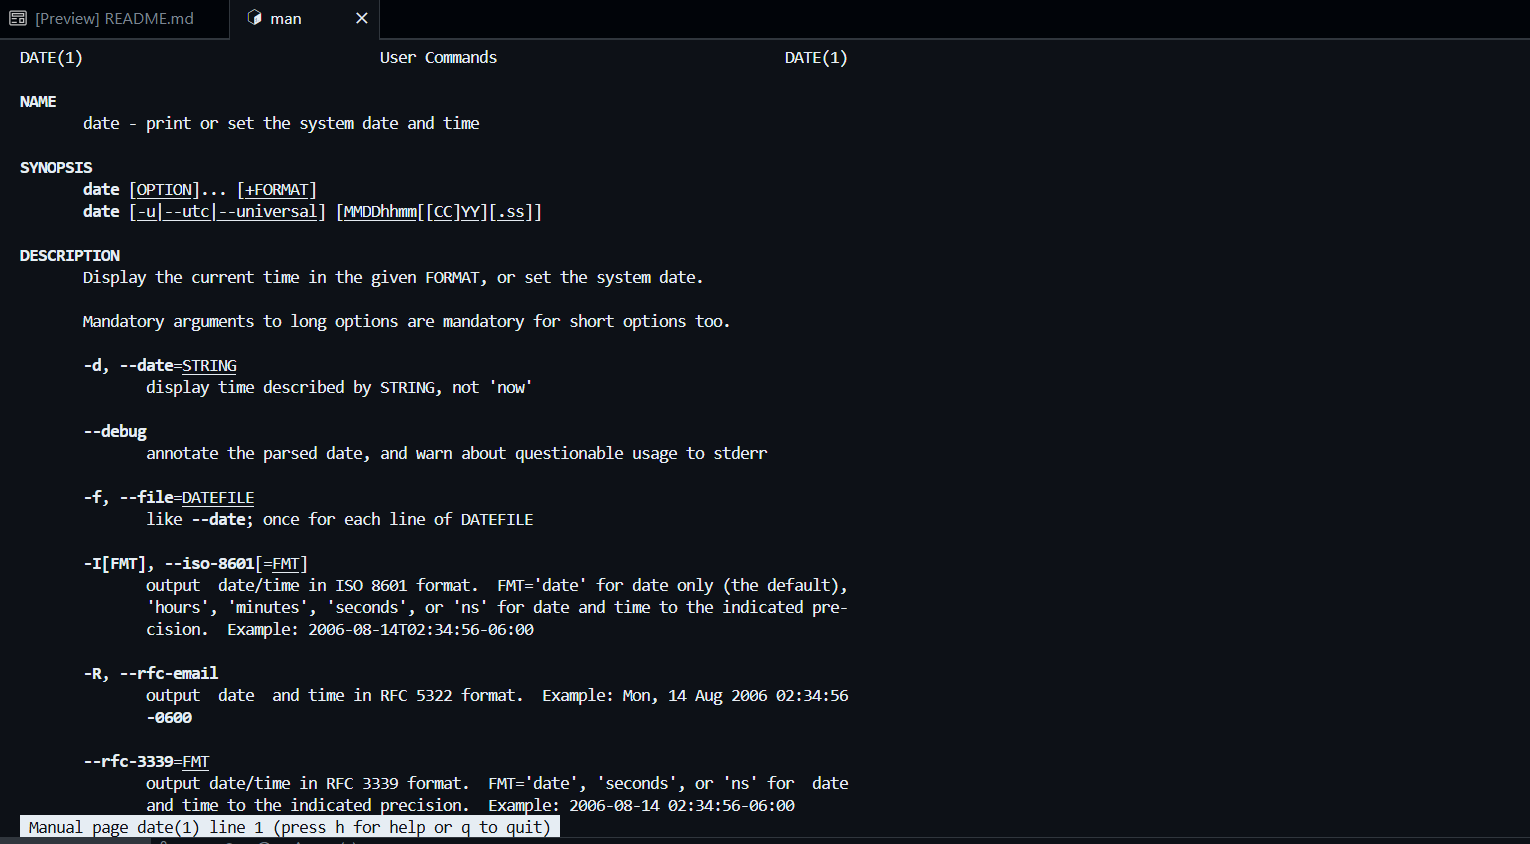 [Preview] README.md
man
DATE(1) User Commands DATE(1)
NAME
date - print or set the system date and time
SYNOPSIS
date [OPTION]... [+FORMAT]
date [-u|--utc|--universal] [MMDDhhmm[[CC]YY][.ss]]
DESCRIPTION
Display the current time in the given FORMAT, or set the system date.
Mandatory arguments to long options are mandatory for short options too.
-d, --date=STRING
display time described by STRING, not 'now'
--debug
annotate the parsed date, and warn about questionable usage to stderr
-f, --file=DATEFILE
like --date; once for each line of DATEFILE
-I[FMT], --iso-8601[=FMT]
output  date/time in ISO 8601 format.  FMT='date' for date only (the default),
'hours', 'minutes', 'seconds', or 'ns' for date and time to the indicated pre-
cision.  Example: 2006-08-14T02:34:56-06:00
-R, --rfc-email
output  date  and time in RFC 5322 format.  Example: Mon, 14 Aug 2006 02:34:56
-0600
--rfc-3339=FMT
output date/time in RFC 3339 format.  FMT='date', 'seconds', or 'ns' for  date
and time to the indicated precision.  Example: 2006-08-14 02:34:56-06:00
Manual page date(1) line 1 (press h for help or q to quit)